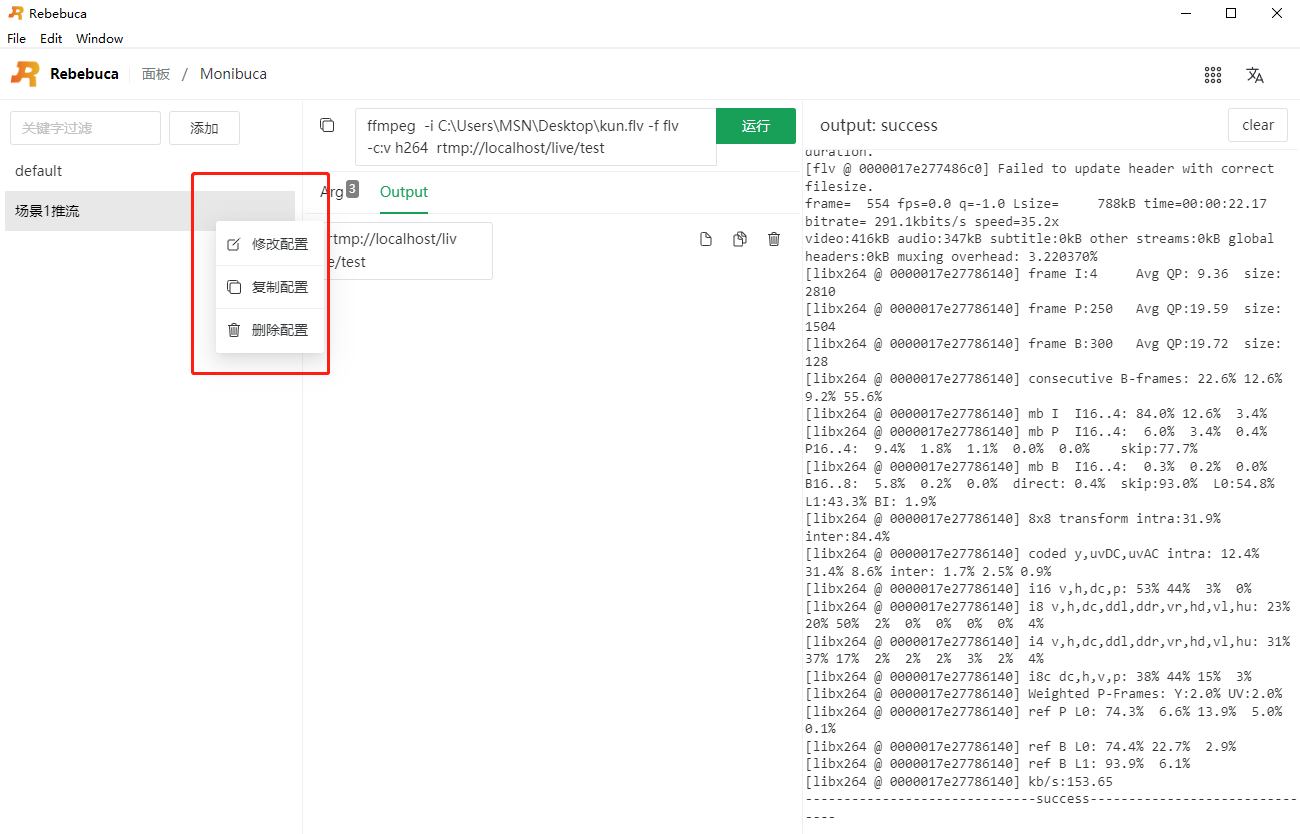 Rebebuca
File Edit Window
Rebebuca 面板 / Monibuca
关键字过滤 添加
default
场景1推流
修改配置
复制配置
删除配置
ffmpeg -i C:\Users\MSN\Desktop\kun.flv -f flv
-c:v h264 rtmp://localhost/live/test
运行
Arg 3 Output
rtmp://localhost/liv
e/test
output: success clear
duration.
[flv @ 0000017e277486c0] Failed to update header with correct
filesize.
frame= 554 fps=0.0 q=-1.0 Lsize= 788kB time=00:00:22.17
bitrate= 291.1kbits/s speed=35.2x
video:416kB audio:347kB subtitle:0kB other streams:0kB global
headers:0kB muxing overhead: 3.220370%
[libx264 @ 0000017e27786140] frame I:4 Avg QP: 9.36 size:
2810
[libx264 @ 0000017e27786140] frame P:250 Avg QP:19.59 size:
1504
[libx264 @ 0000017e27786140] frame B:300 Avg QP:19.72 size:
128
[libx264 @ 0000017e27786140] consecutive B-frames: 22.6% 12.6%
9.2% 55.6%
[libx264 @ 0000017e27786140] mb I I16..4: 84.0% 12.6% 3.4%
[libx264 @ 0000017e27786140] mb P I16..4: 6.0% 3.4% 0.4%
P16..4: 9.4% 1.8% 1.1% 0.0% 0.0% skip:77.7%
[libx264 @ 0000017e27786140] mb B I16..4: 0.3% 0.2% 0.0%
B16..8: 5.8% 0.2% 0.0% direct: 0.4% skip:93.0% L0:54.8%
L1:43.3% BI: 1.9%
[libx264 @ 0000017e27786140] 8x8 transform intra:31.9%
inter:84.4%
[libx264 @ 0000017e27786140] coded y,uvDC,uvAC intra: 12.4%
31.4% 8.6% inter: 1.7% 2.5% 0.9%
[libx264 @ 0000017e27786140] i16 v,h,dc,p: 53% 44% 3% 0%
[libx264 @ 0000017e27786140] i8 v,h,dc,ddl,ddr,vr,hd,vl,hu: 23%
20% 50% 2% 0% 0% 0% 0% 4%
[libx264 @ 0000017e27786140] i4 v,h,dc,ddl,ddr,vr,hd,vl,hu: 31%
37% 17% 2% 2% 2% 3% 2% 4%
[libx264 @ 0000017e27786140] i8c dc,h,v,p: 38% 44% 15% 3%
[libx264 @ 0000017e27786140] Weighted P-Frames: Y:2.0% UV:2.0%
[libx264 @ 0000017e27786140] ref P L0: 74.3% 6.6% 13.9% 5.0%
0.1%
[libx264 @ 0000017e27786140] ref B L0: 74.4% 22.7% 2.9%
[libx264 @ 0000017e27786140] ref B L1: 93.9% 6.1%
[libx264 @ 0000017e27786140] kb/s:153.65
------------------------------success---------------------------
----